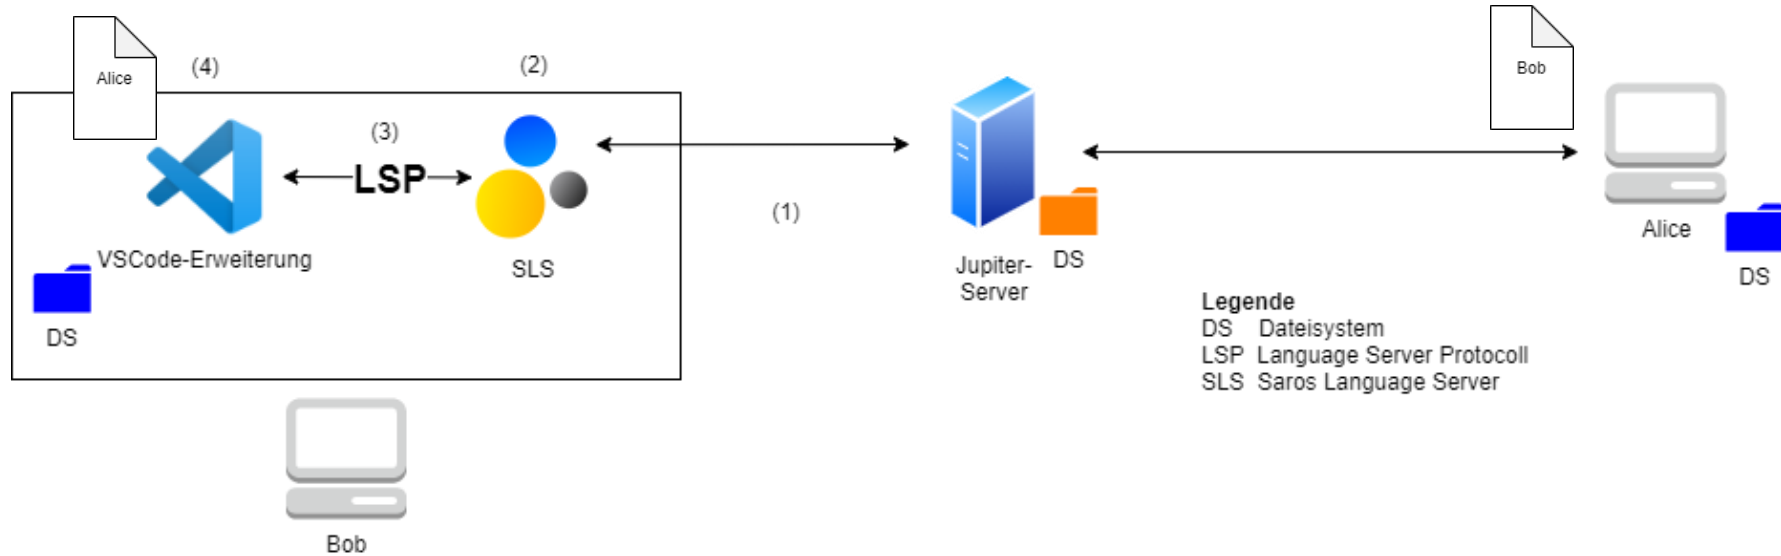 Alice
(4)
(2)
Bob
(3)
LSP
(1)
VSCode-Erweiterung
SLS
DS
Jupiter-
Server
DS
Alice
DS
Legende
DS Dateisystem
LSP Language Server Protocoll
SLS Saros Language Server
Bob